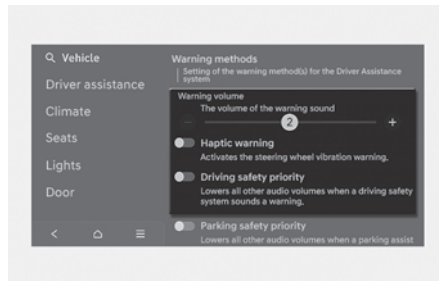 Vehicle
Driver assistance
Climate
Seats
Lights
Door
Warning methods
Setting of the warning method(s) for the Driver Assistance
system
Warning volume
The volume of the warning sound
2
Haptic warning
Activates the steering wheel vibration warning.
Driving safety priority
Lowers all other audio volumes when a driving safety
system sounds a warning.
Parking safety priority
Lowers all other audio volumes when a parking assist